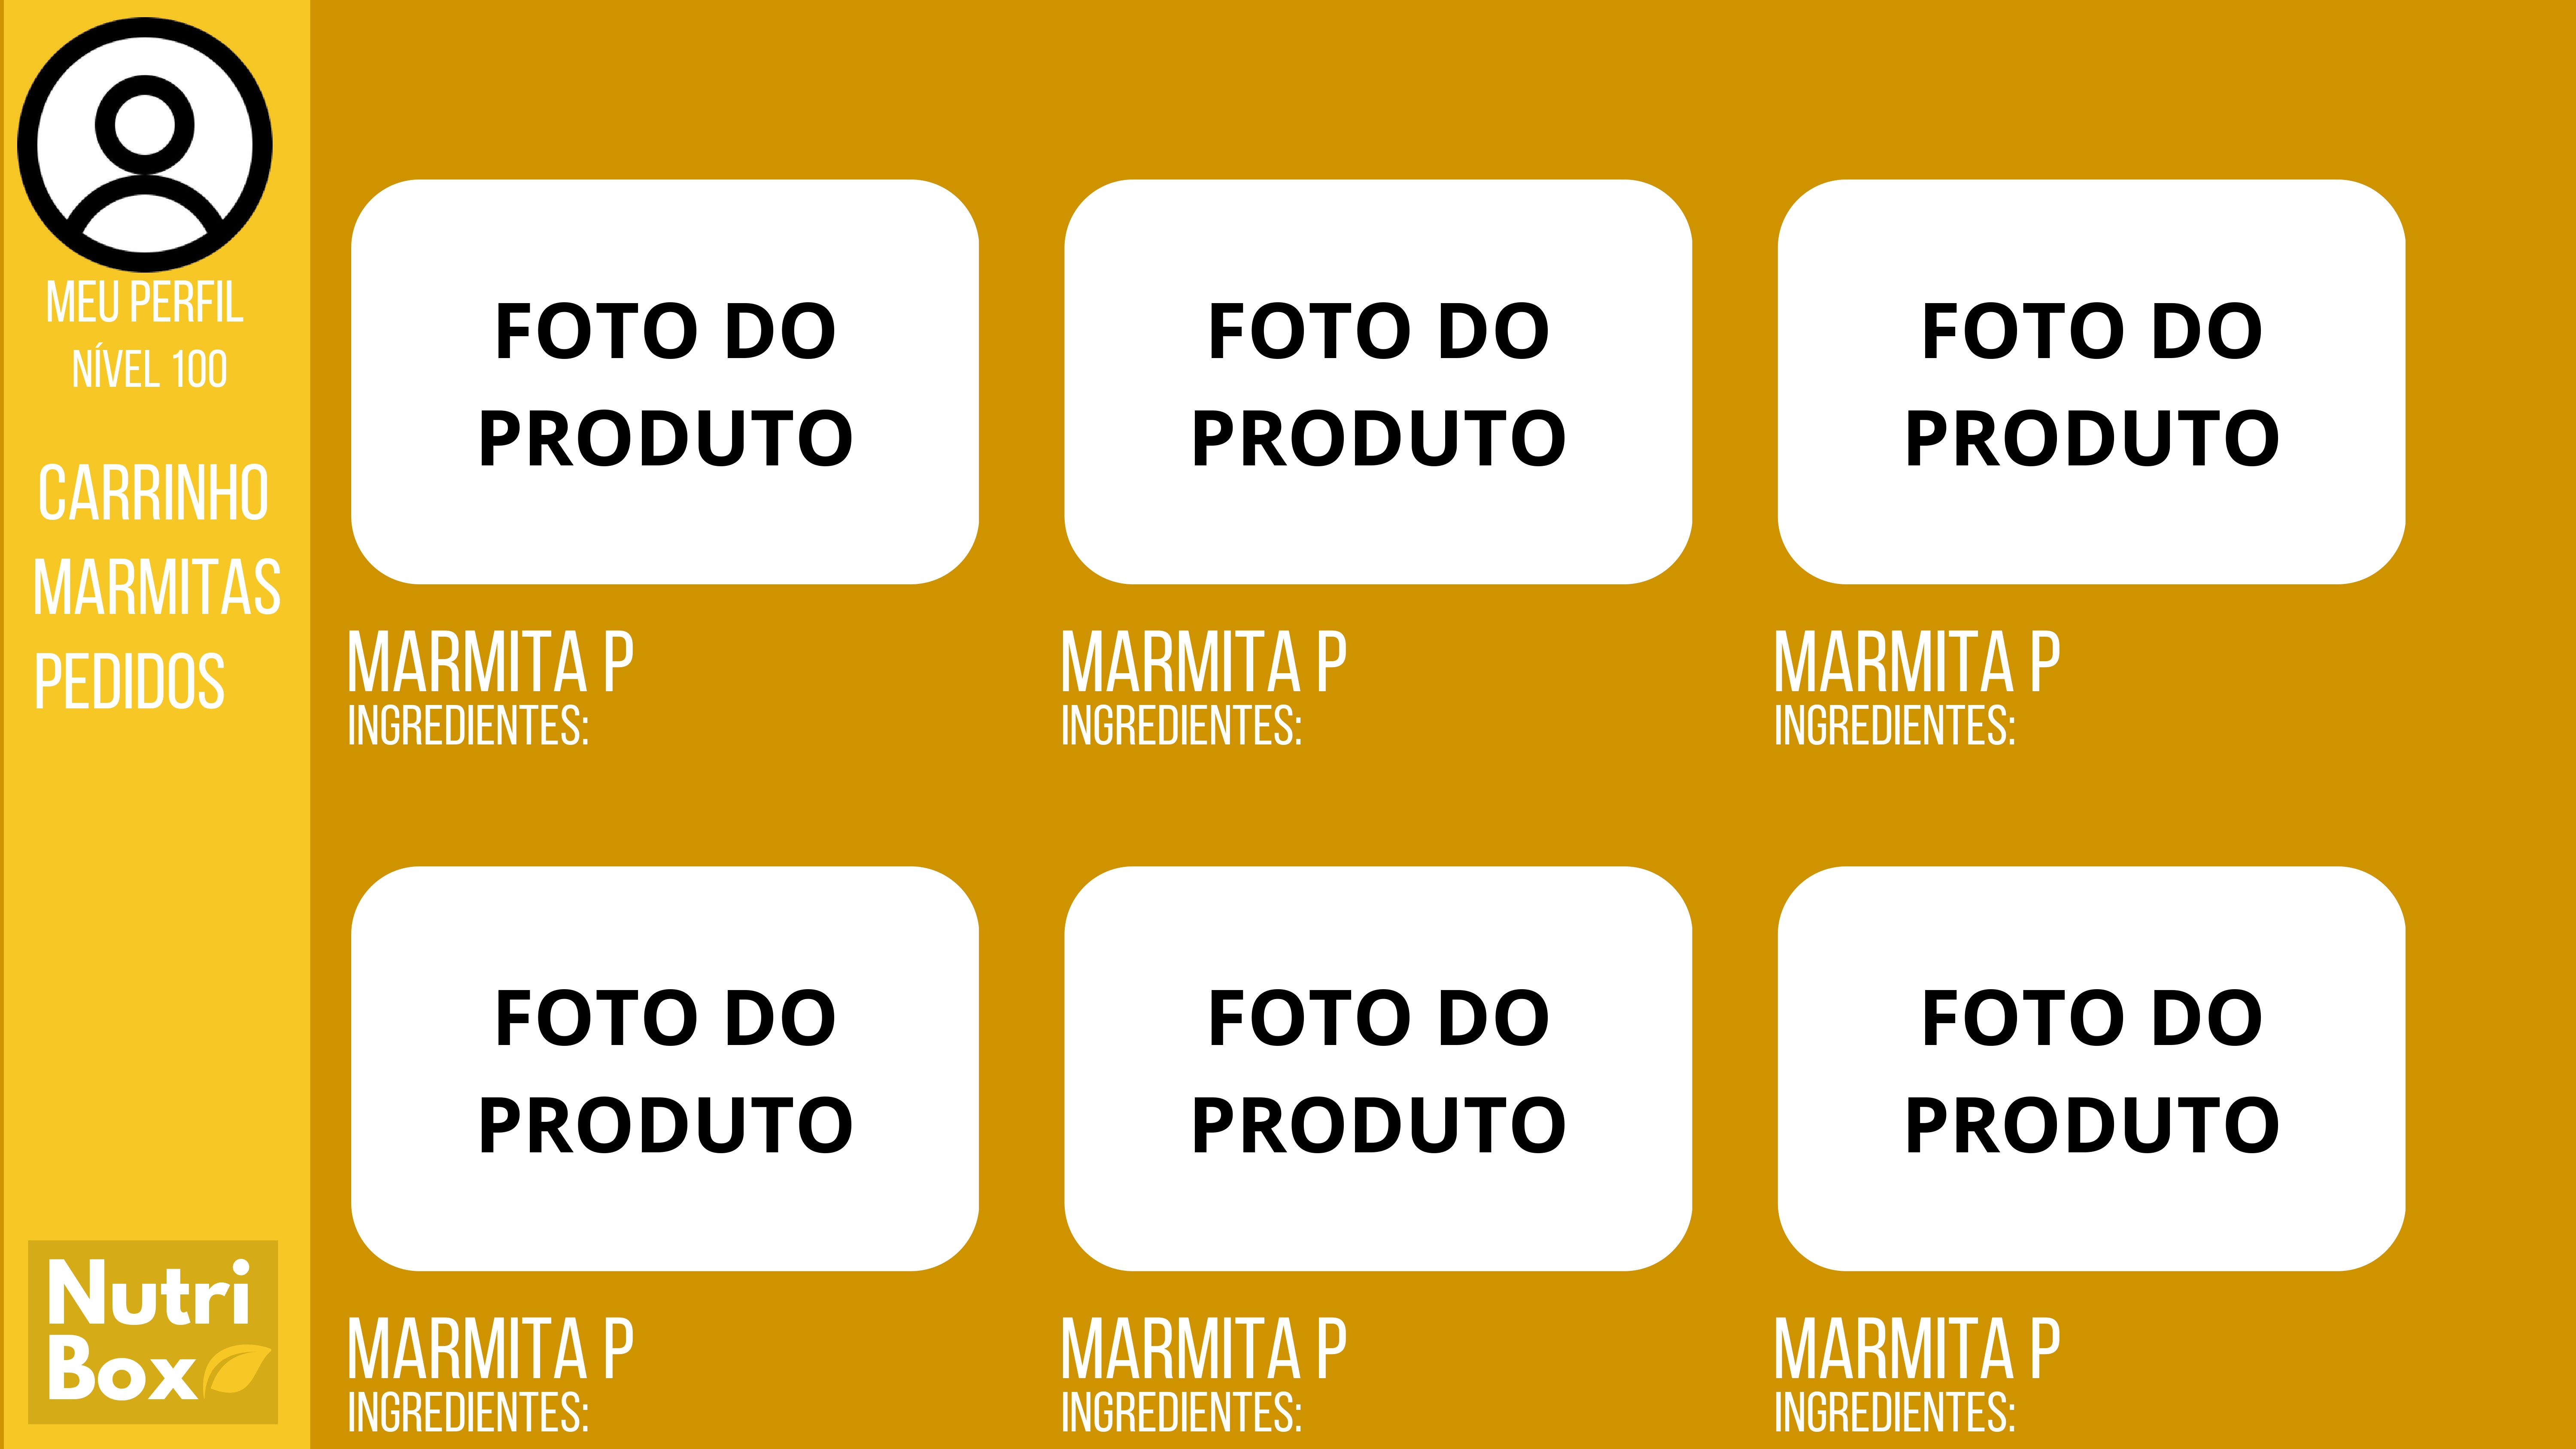 MEU PERFIL
NÍVEL 100
CARRINHO
MARMITAS
PEDIDOS
Nutri
Box
FOTO DO
PRODUTO
MARMITA P
INGREDIENTES:
FOTO DO
PRODUTO
MARMITA P
INGREDIENTES:
FOTO DO
PRODUTO
MARMITA P
INGREDIENTES:
FOTO DO
PRODUTO
MARMITA P
INGREDIENTES:
FOTO DO
PRODUTO
MARMITA P
INGREDIENTES:
FOTO DO
PRODUTO
MARMITA P
INGREDIENTES: